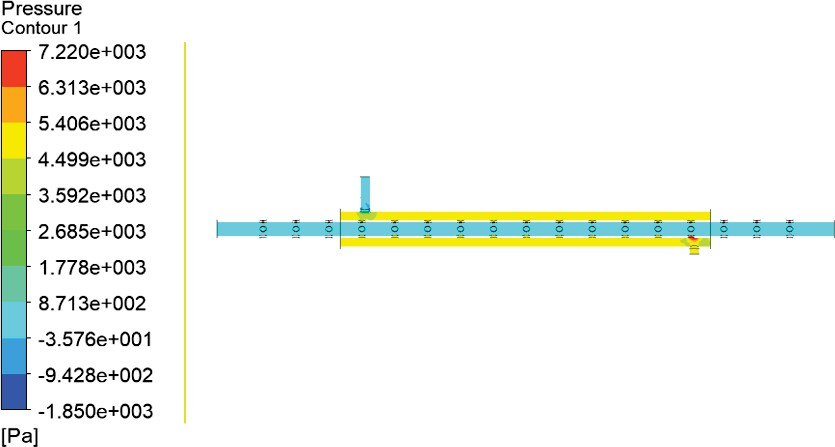 Pressure
Contour 1
7.220e+003
6.313e+003
5.406e+003
4.499e+003
3.592e+003
2.685e+003
1.778e+003
8.713e+002
-3.576e+001
-9.428e+002
-1.850e+003
[Pa]